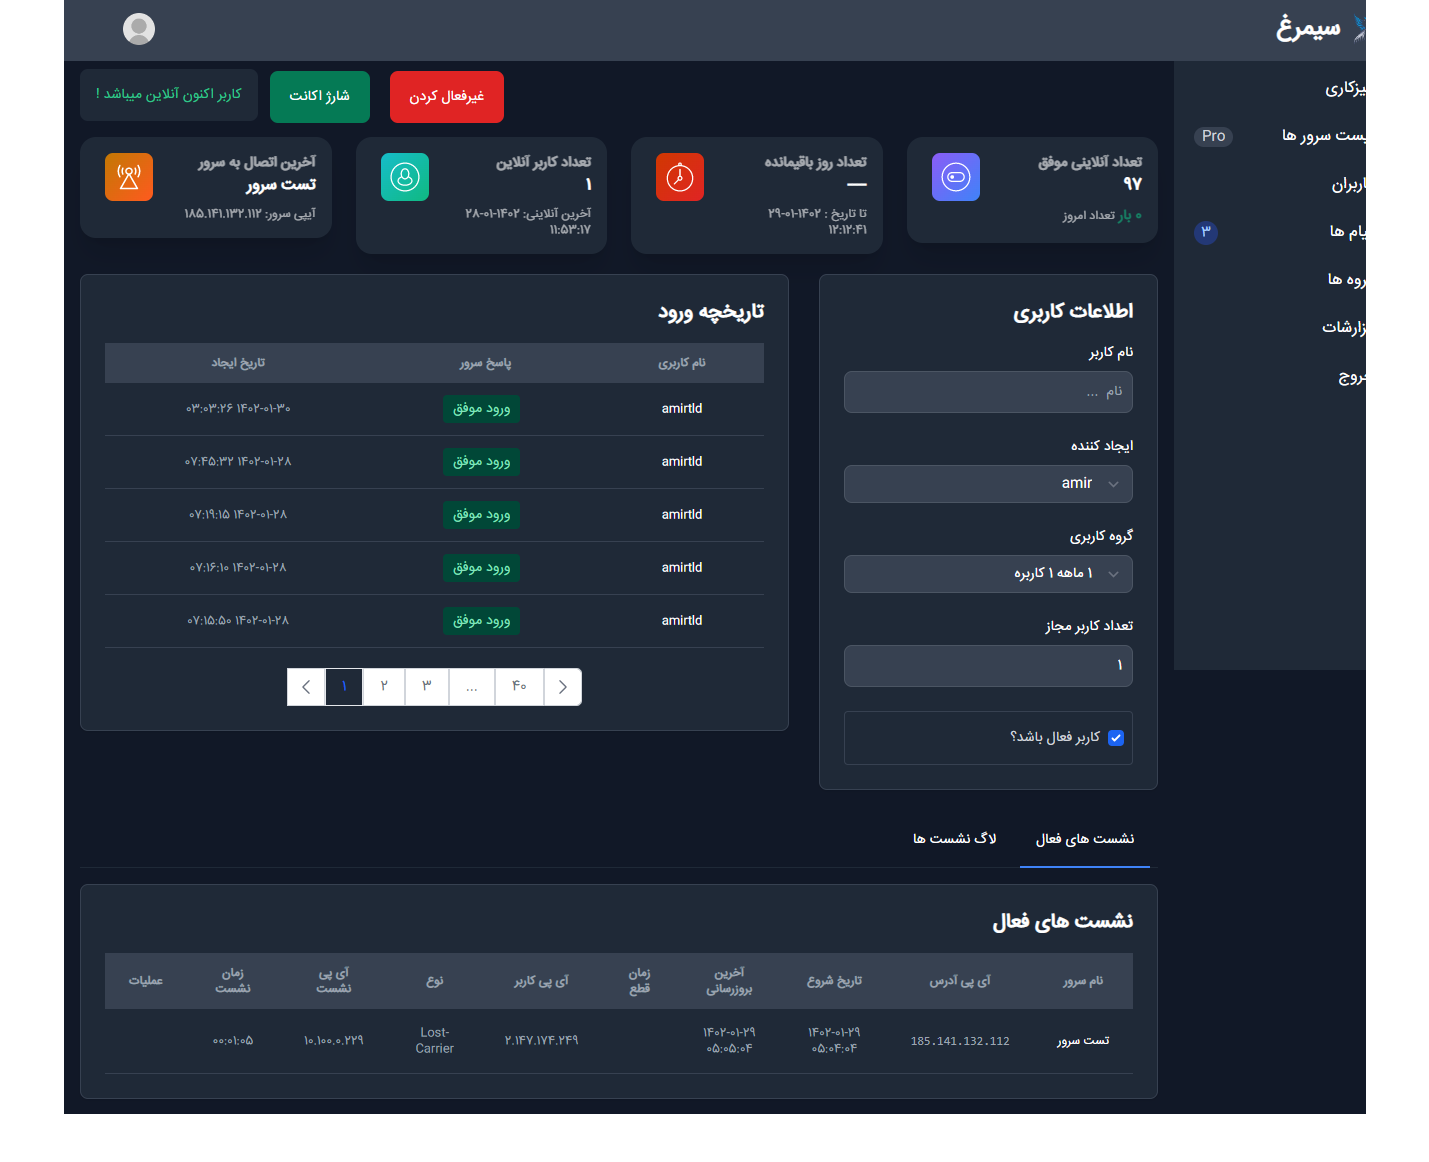 سیمرغ
یزکاری
یست سرور ها
Pro
اربران
یام ها
۳
روه ها
زارشات
خروج
غیرفعال کردن
شارژ اکانت
کاربر اکنون آنلاین میباشد !
تعداد آنلاینی موفق
۹۷
۰ بار تعداد امروز
تعداد روز باقیمانده
—
تا تاریخ : ۱۴۰۲-۰۱-۲۹
۱۲:۱۲:۴۱
تعداد کاربر آنلاین
۱
آخرین آنلاینی: ۱۴۰۲-۰۱-۲۸
۱۱:۵۳:۱۷
آخرین اتصال به سرور
تست سرور
آیپی سرور: ۱۸۵.۱۴۱.۱۳۲.۱۱۲
اطلاعات کاربری
نام کاربر
نام ...
ایجاد کننده
amir
گروه کاربری
۱ ماهه ۱ کاربره
تعداد کاربر مجاز
۱
کاربر فعال باشد؟
تاریخچه ورود
نام کاربری پاسخ سرور تاریخ ایجاد
amirtld ورود موفق ۱۴۰۲-۰۱-۳۰ ۰۳:۰۳:۲۶
amirtld ورود موفق ۱۴۰۲-۰۱-۲۸ ۰۷:۴۵:۳۲
amirtld ورود موفق ۱۴۰۲-۰۱-۲۸ ۰۷:۱۹:۱۵
amirtld ورود موفق ۱۴۰۲-۰۱-۲۸ ۰۷:۱۶:۱۰
amirtld ورود موفق ۱۴۰۲-۰۱-۲۸ ۰۷:۱۵:۵۰
۱ ۲ ۳ ... ۴۰
نشست های فعال
لاگ نشست ها
نشست های فعال
نام سرور آی پی آدرس تاریخ شروع آخرین بروزرسانی زمان قطع آی پی کاربر نوع آی پی نشست زمان نشست عملیات
تست سرور 185.141.132.112 ۱۴۰۲-۰۱-۲۹ ۰۵:۰۴:۰۴ ۱۴۰۲-۰۱-۲۹ ۰۵:۰۵:۰۴ ۲.۱۴۷.۱۷۴.۲۴۹ Lost-Carrier ۱۰.۱۰۰.۰.۲۲۹ ۰۰:۰۱:۰۵